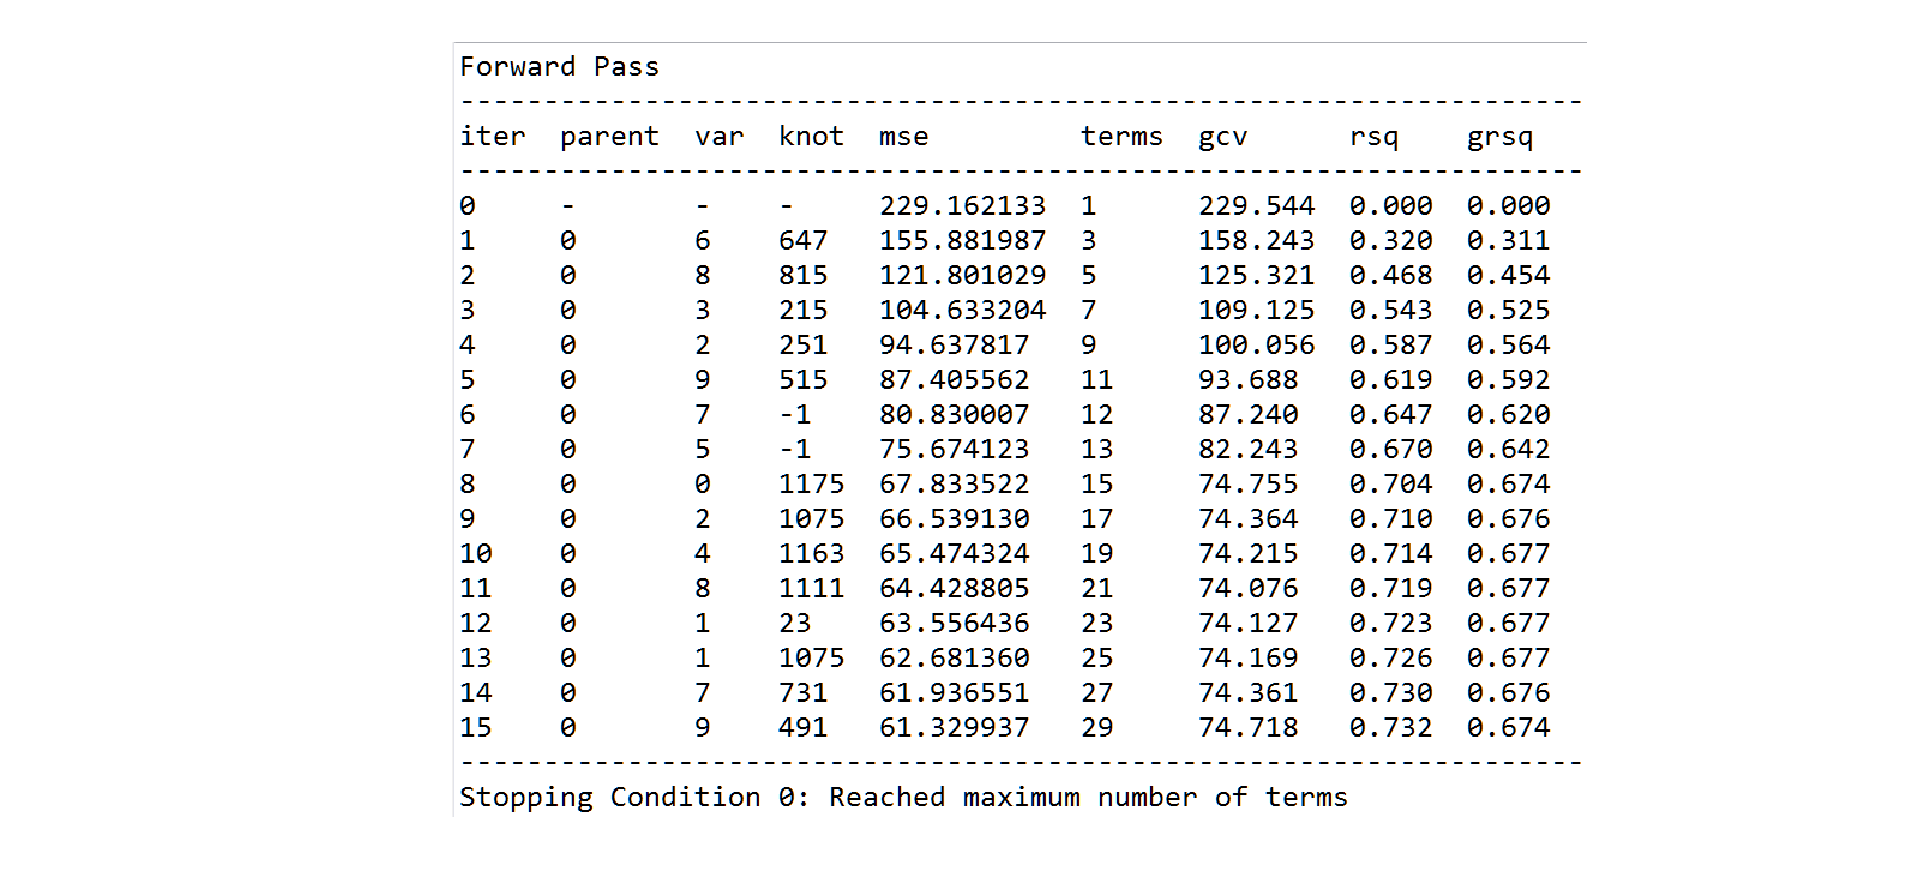 Forward Pass
-------------------------------------------------------------------
iter  parent  var  knot  mse         terms  gcv      rsq    grsq
-------------------------------------------------------------------
0     -       -    -     229.162133  1      229.544  0.000  0.000
1     0       6    647   155.881987  3      158.243  0.320  0.311
2     0       8    815   121.801029  5      125.321  0.468  0.454
3     0       3    215   104.633204  7      109.125  0.543  0.525
4     0       2    251   94.637817   9      100.056  0.587  0.564
5     0       9    515   87.405562   11     93.688   0.619  0.592
6     0       7    -1    80.830007   12     87.240   0.647  0.620
7     0       5    -1    75.674123   13     82.243   0.670  0.642
8     0       0    1175  67.833522   15     74.755   0.704  0.674
9     0       2    1075  66.539130   17     74.364   0.710  0.676
10    0       4    1163  65.474324   19     74.215   0.714  0.677
11    0       8    1111  64.428805   21     74.076   0.719  0.677
12    0       1    23    63.556436   23     74.127   0.723  0.677
13    0       1    1075  62.681360   25     74.169   0.726  0.677
14    0       7    731   61.936551   27     74.361   0.730  0.676
15    0       9    491   61.329937   29     74.718   0.732  0.674
-------------------------------------------------------------------
Stopping Condition 0: Reached maximum number of terms